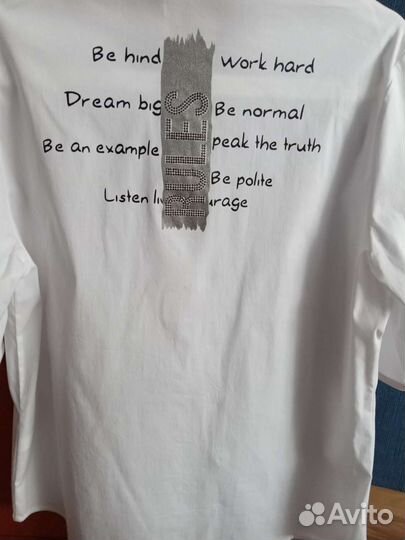 Be hind work hard
Dream big Be normal
Be an example peak the truth
Be polite
Listen li urage
RULES
Avito